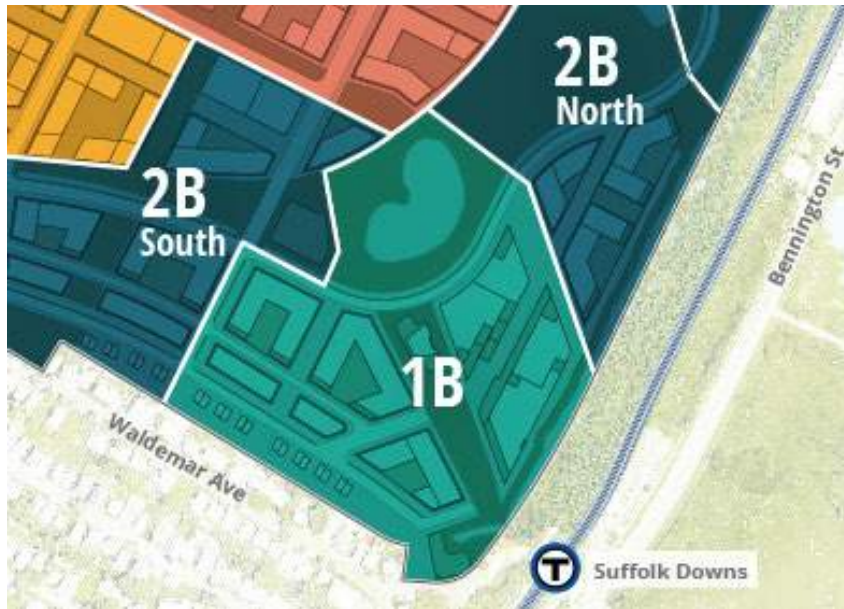 2B
North
2B
South
Bennington St
1B
Waldemar Ave
T
Suffolk Downs